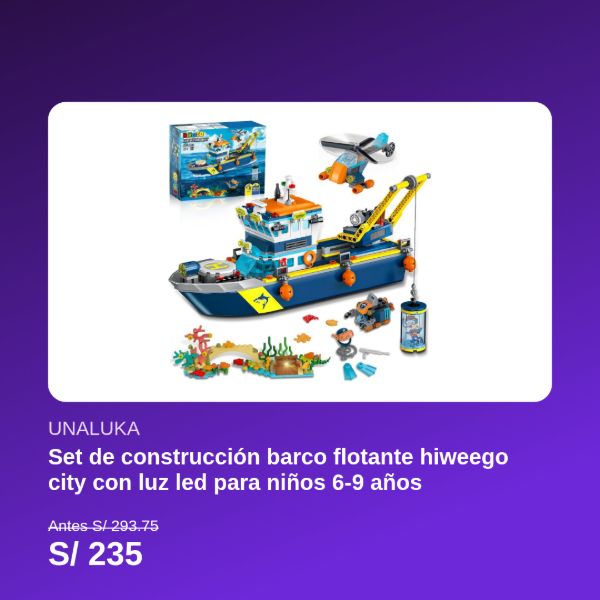 UNALUKA
Set de construcción barco flotante hiweego
city con luz led para niños 6-9 años
Antes S/ 293.75
S/ 235